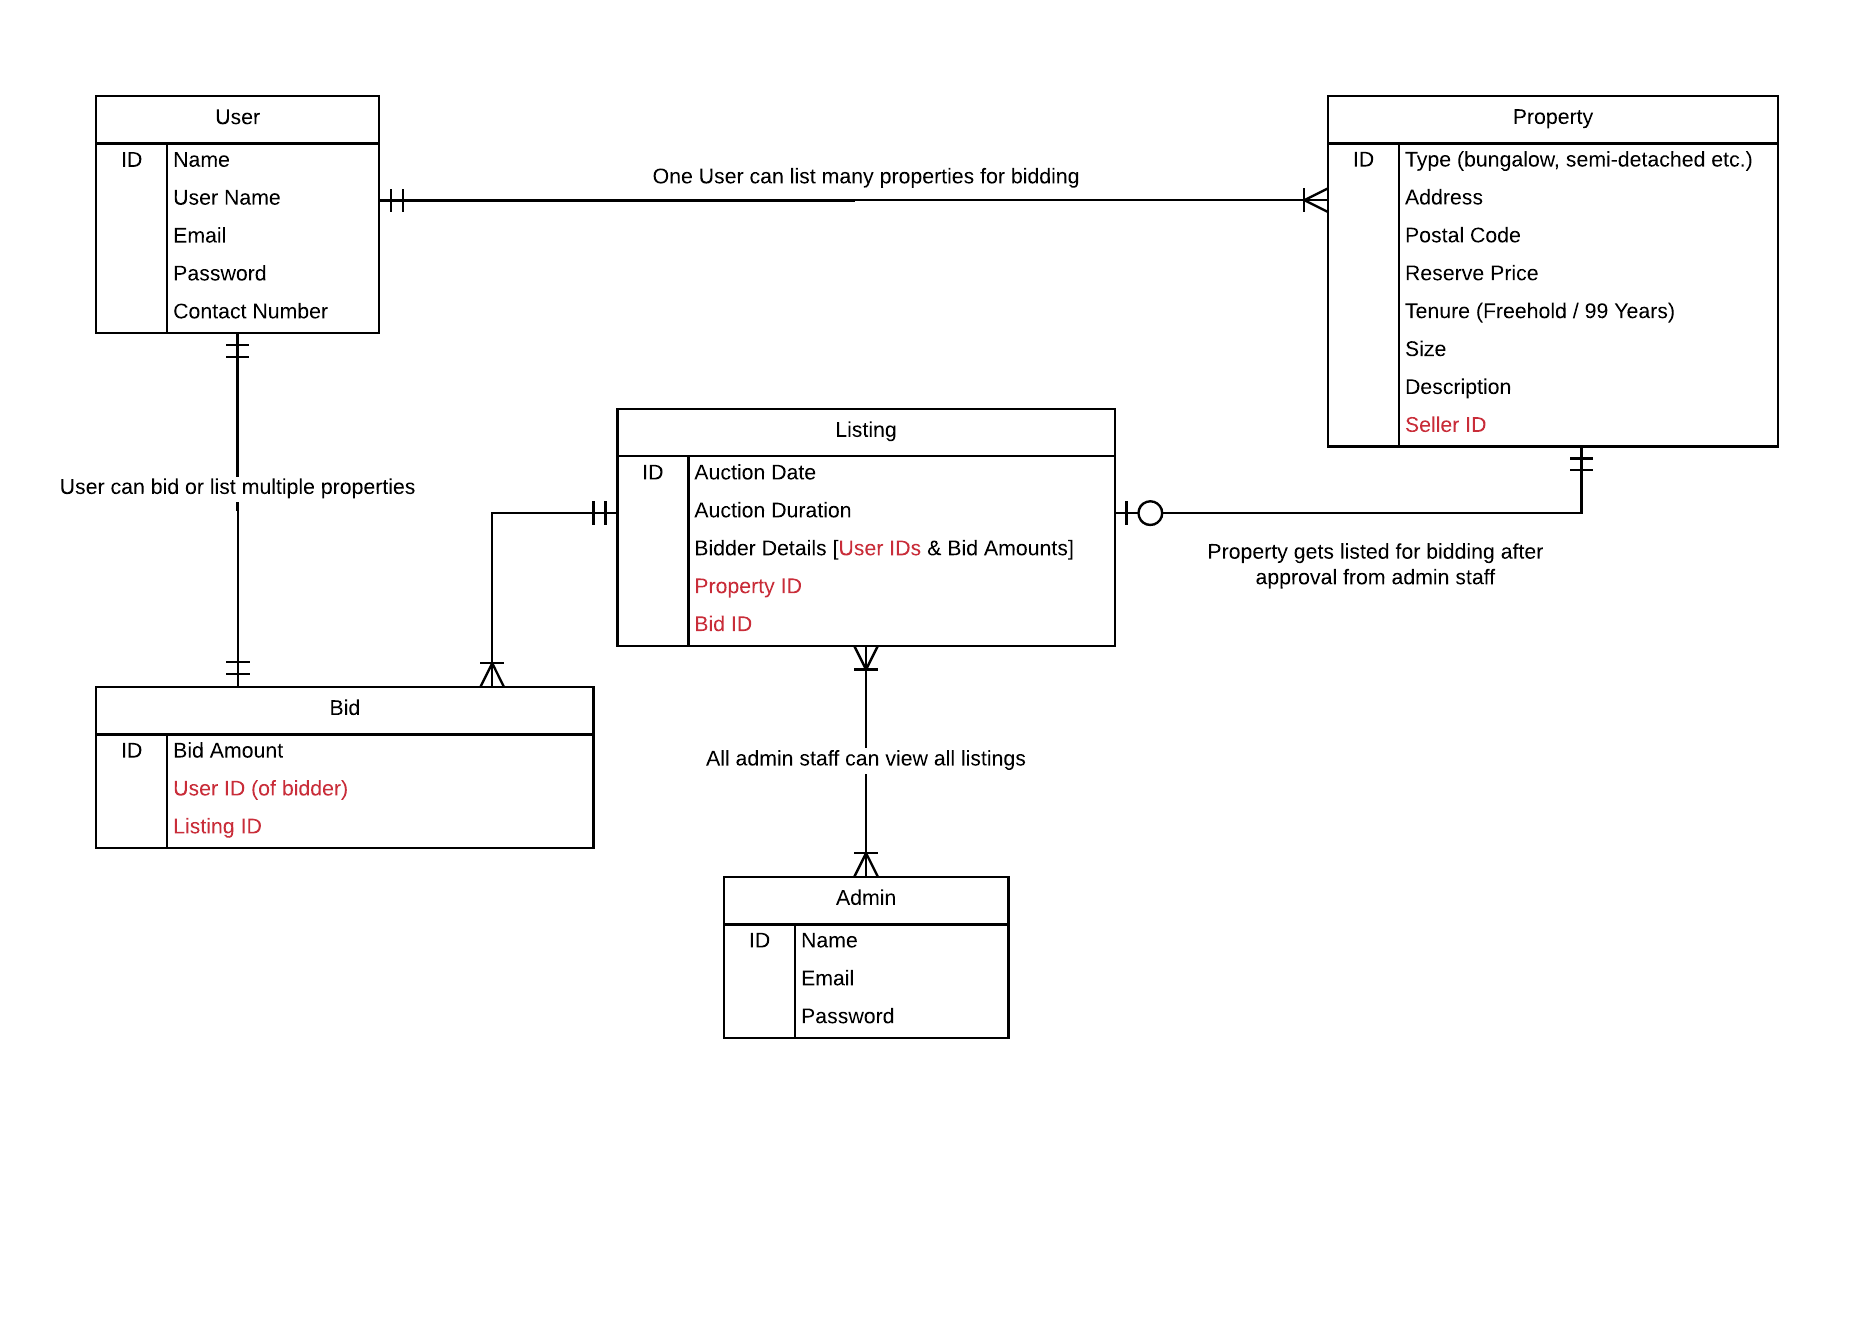 User
ID
Name
User Name
Email
Password
Contact Number
One User can list many properties for bidding
Property
ID
Type (bungalow, semi-detached etc.)
Address
Postal Code
Reserve Price
Tenure (Freehold / 99 Years)
Size
Description
Seller ID
User can bid or list multiple properties
Listing
ID
Auction Date
Auction Duration
Bidder Details [User IDs & Bid Amounts]
Property ID
Bid ID
Property gets listed for bidding after
approval from admin staff
Bid
ID
Bid Amount
User ID (of bidder)
Listing ID
All admin staff can view all listings
Admin
ID
Name
Email
Password